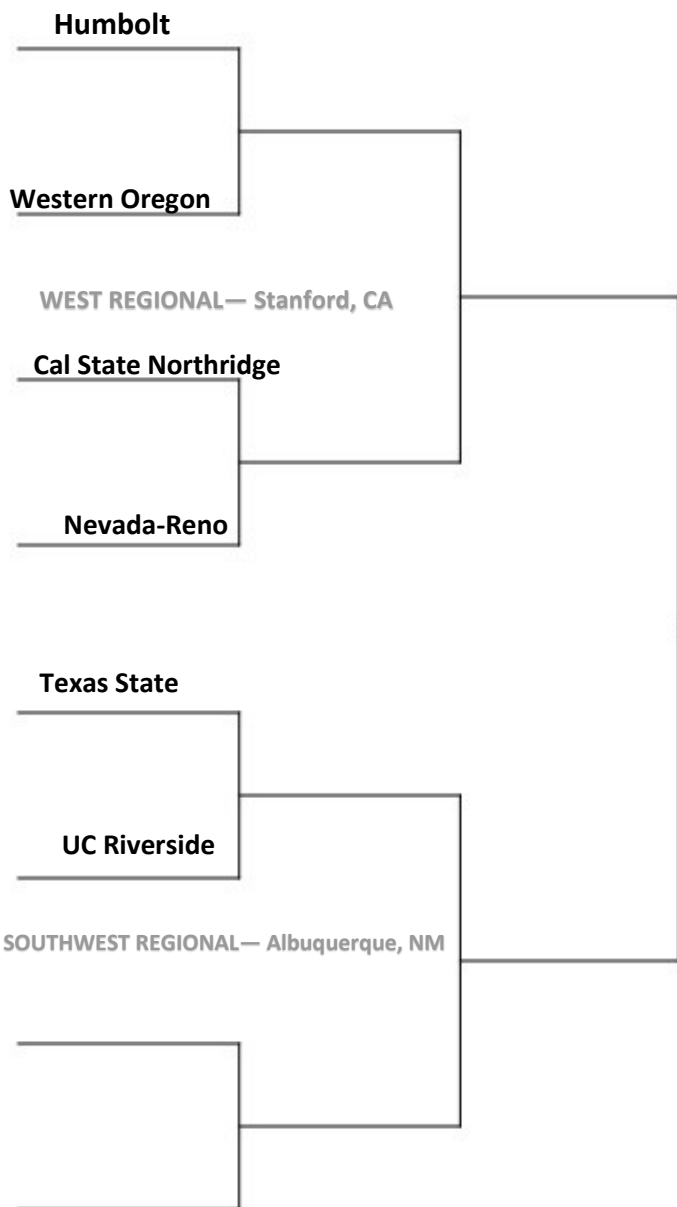 Humbolt
Western Oregon
WEST REGIONAL— Stanford, CA
Cal State Northridge
Nevada-Reno
Texas State
UC Riverside
SOUTHWEST REGIONAL— Albuquerque, NM